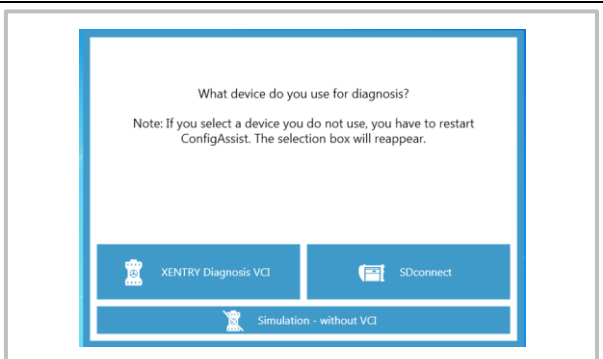 What device do you use for diagnosis?
Note: If you select a device you do not use, you have to restart
ConfigAssist. The selection box will reappear.
XENTRY Diagnosis VCI
SDconnect
Simulation - without VCI